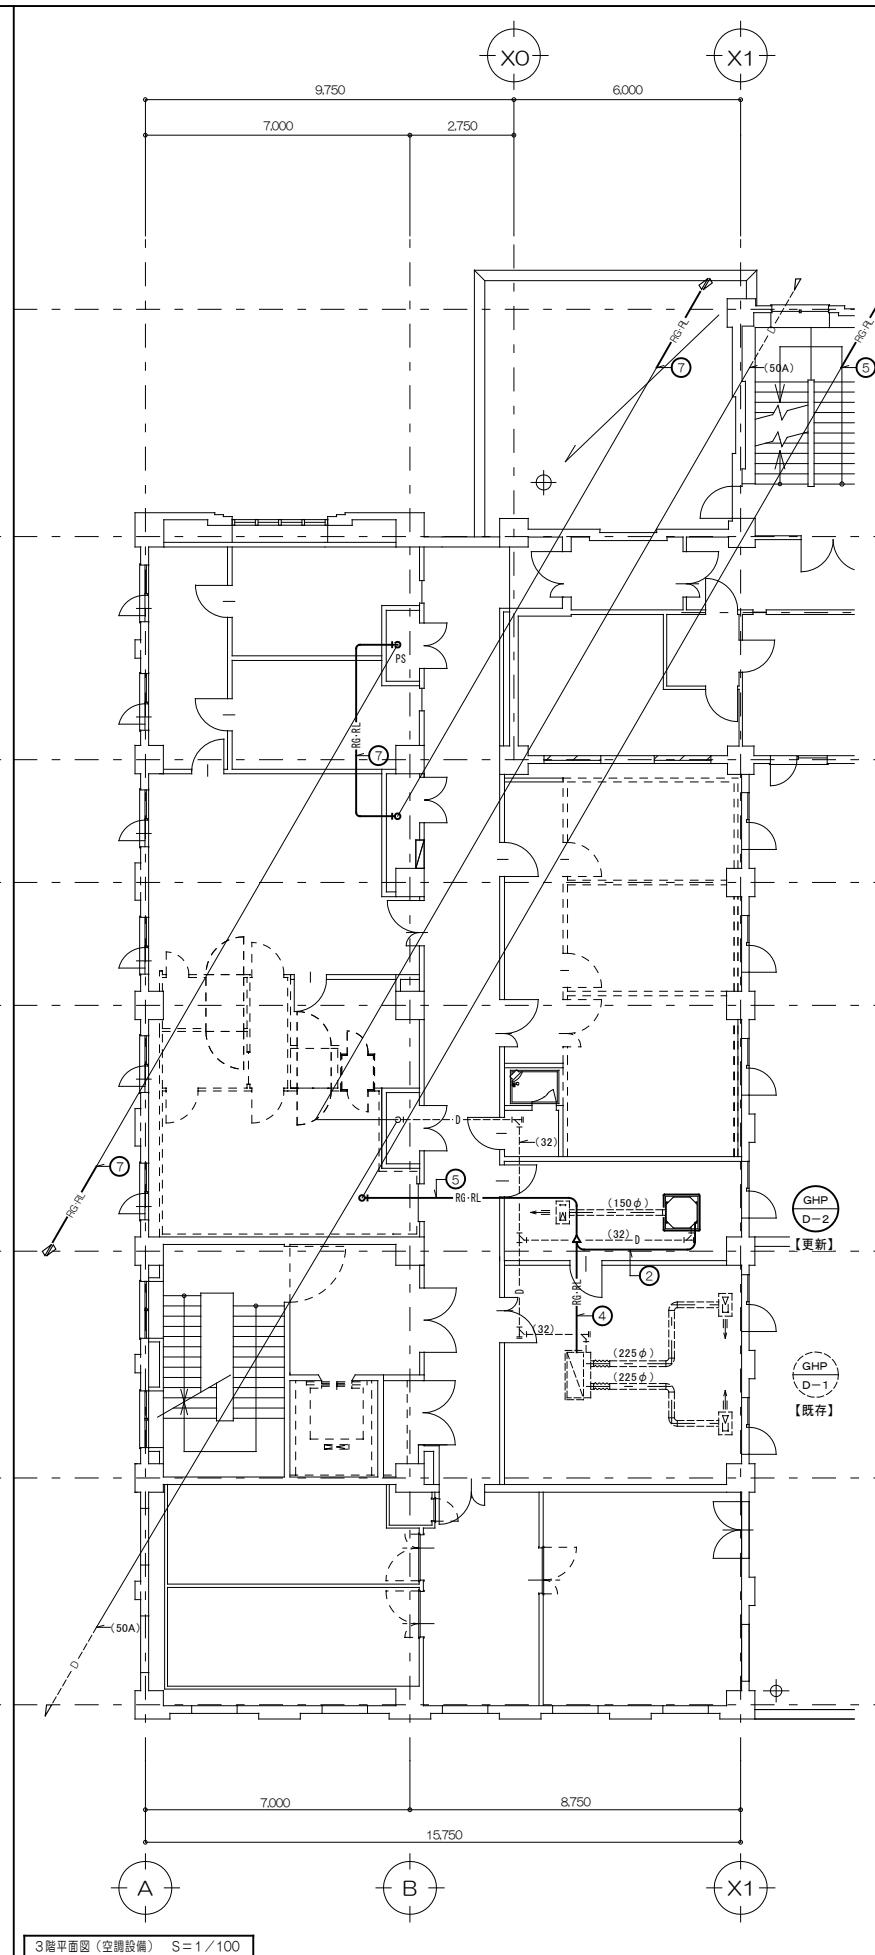 X0
X1
9.750
6.000
7.000
2.750
RG·RL
D
RG·RL
⑦
(50A)
⑤
PS
RG·RL
⑦
D
(32)
⑦
⑤
RG·RL
(150φ)
RG·RL
M
GHP
D-2
【更新】
(32)
D
②
D
RG·RL
④
(32)
(225φ)
(225φ)
GHP
D-1
【既存】
(50A)
D
7.000
8.750
15.750
A
B
X1
3階平面図（空調設備） S=1/100